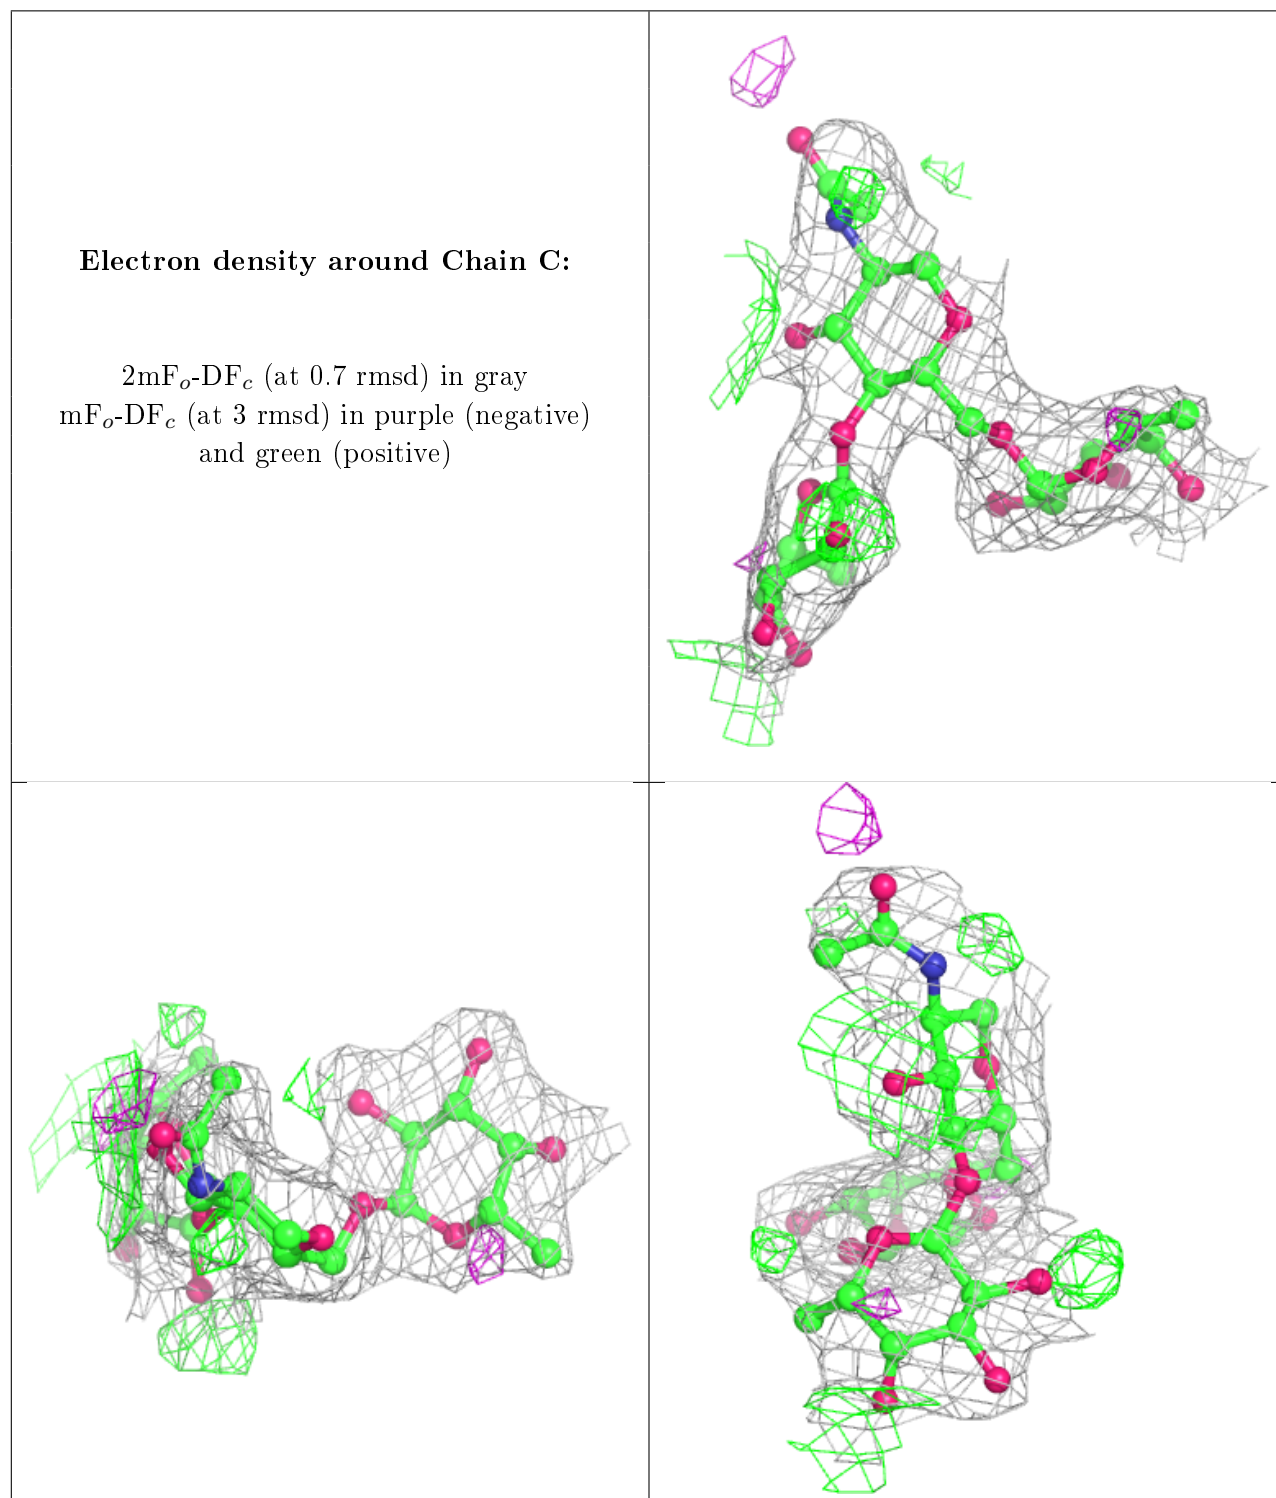 Electron density around Chain C:
2mFo-DFc (at 0.7 rmsd) in gray
mFo-DFc (at 3 rmsd) in purple (negative)
and green (positive)